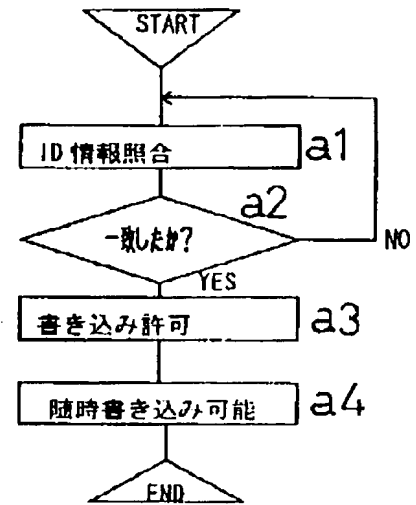 START
ID 情報照合 a1
a2
一致したか?
NO
YES
書き込み許可 a3
随時書き込み可能 a4
END